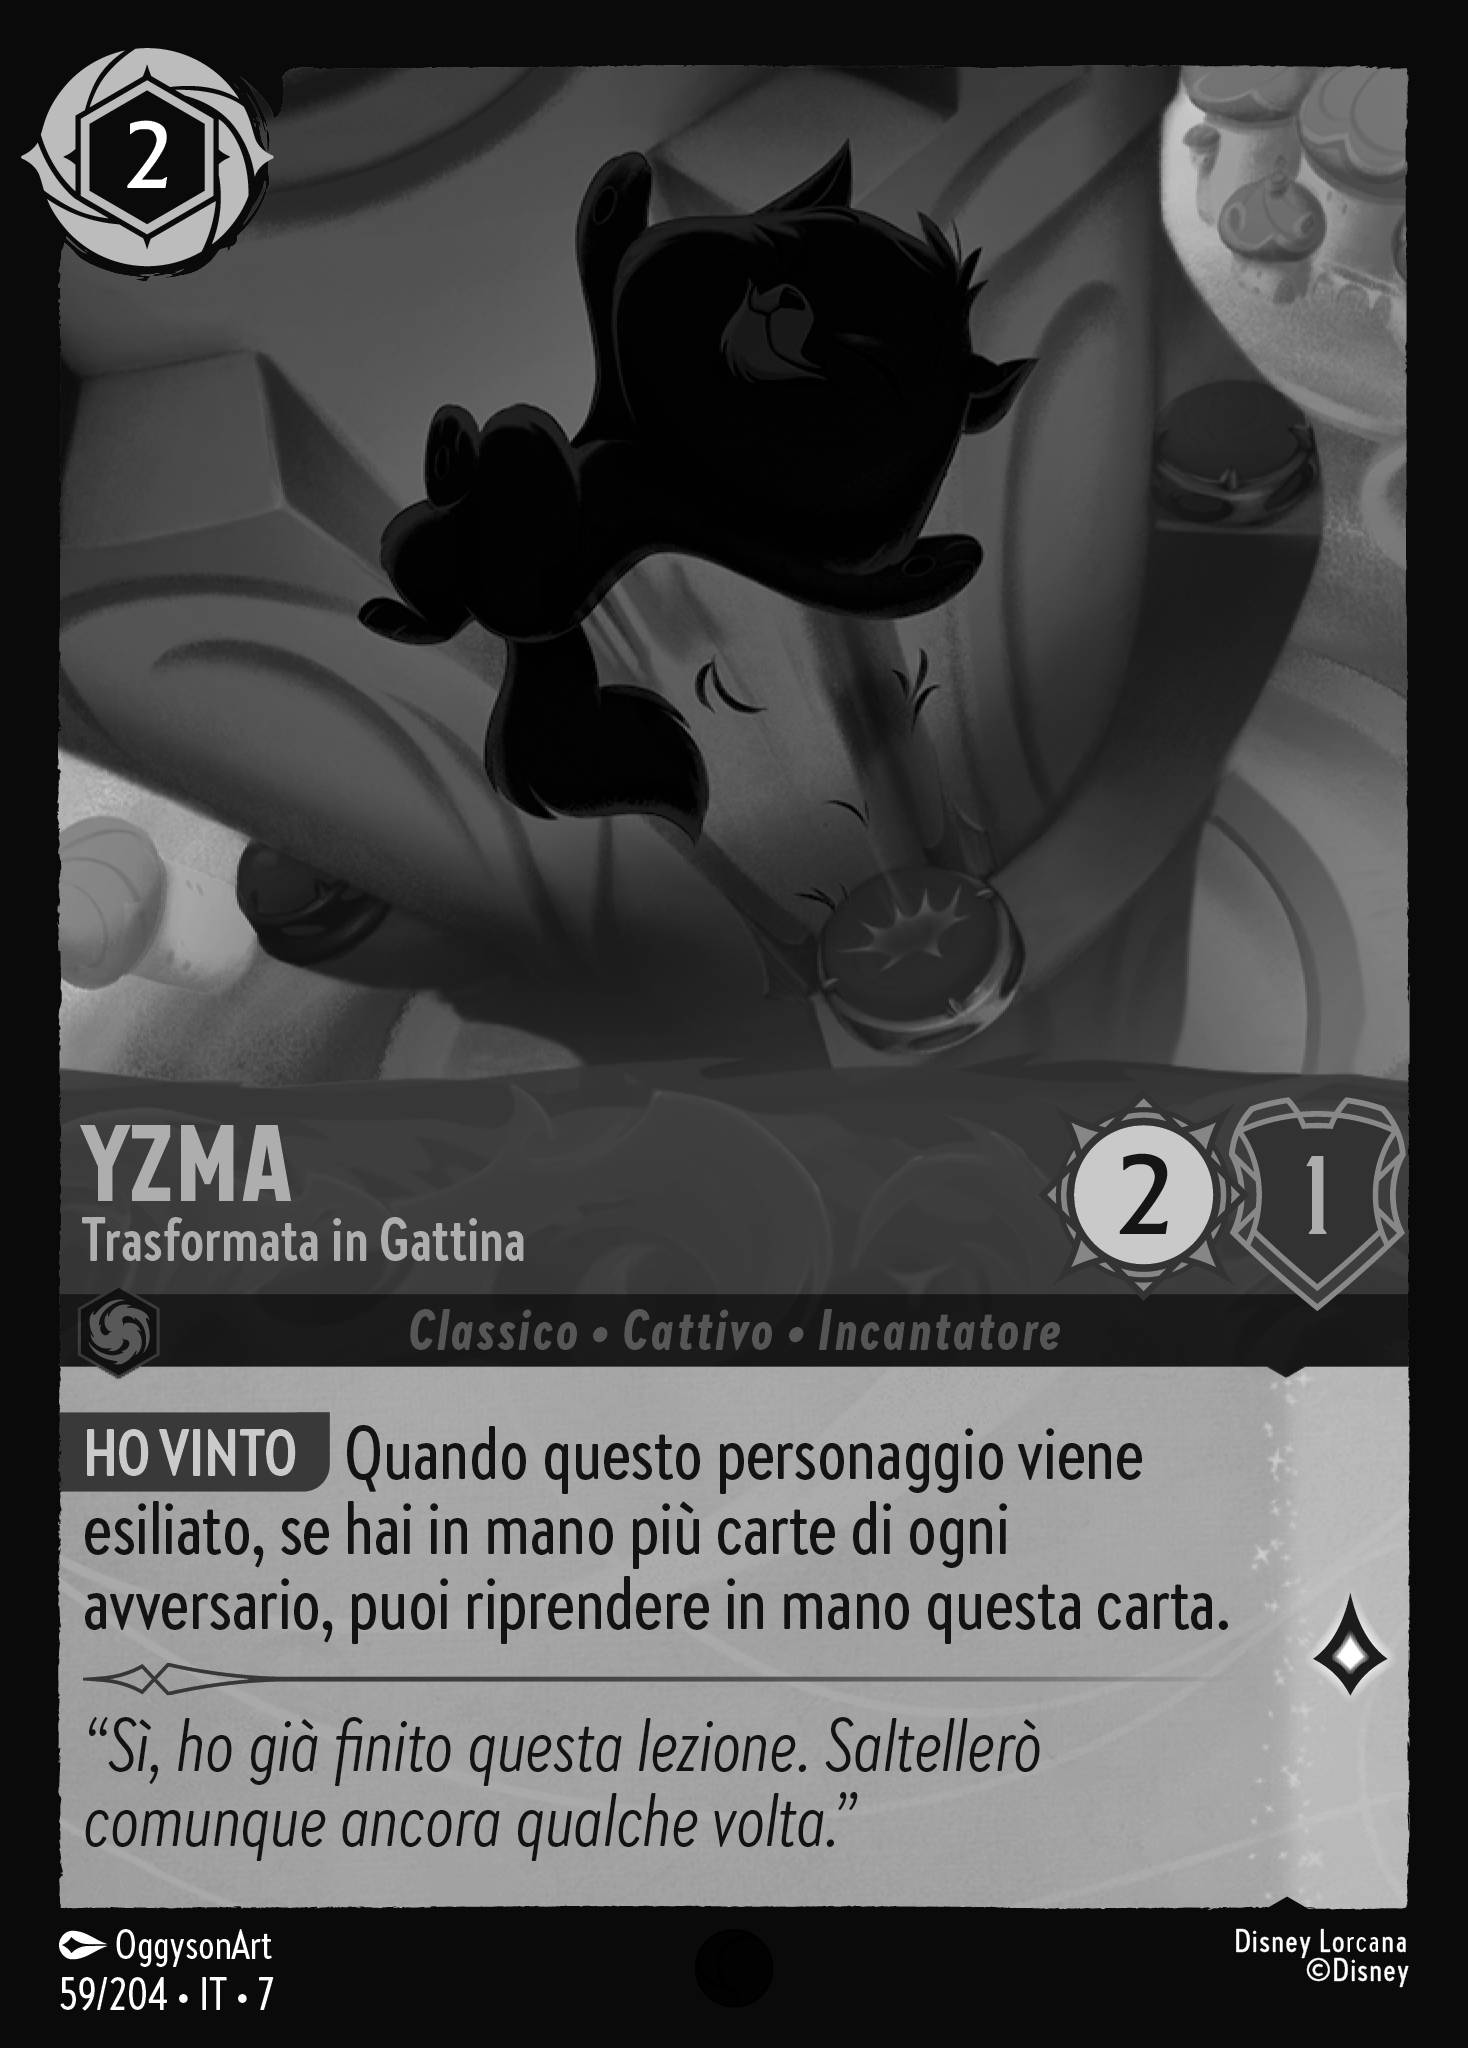 2
YZMA
Trasformata in Gattina
2
1
Classico • Cattivo • Incantatore
HO VINTO Quando questo personaggio viene
esiliato, se hai in mano più carte di ogni
avversario, puoi riprendere in mano questa carta.
“Sì, ho già finito questa lezione. Saltellerò
comunque ancora qualche volta.”
OggysonArt
59/204 • IT • 7
Disney Lorcana
©Disney